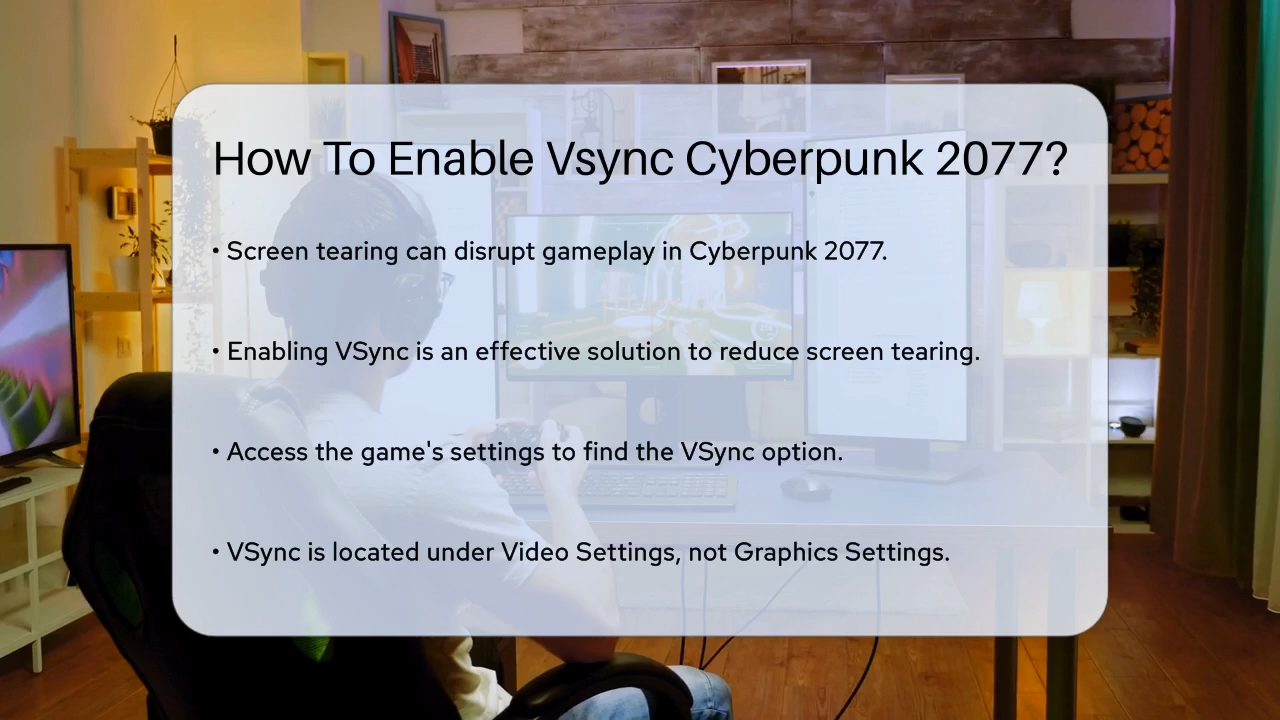 How To Enable Vsync Cyberpunk 2077?
• Screen tearing can disrupt gameplay in Cyberpunk 2077.
• Enabling VSync is an effective solution to reduce screen tearing.
• Access the game's settings to find the VSync option.
• VSync is located under Video Settings, not Graphics Settings.